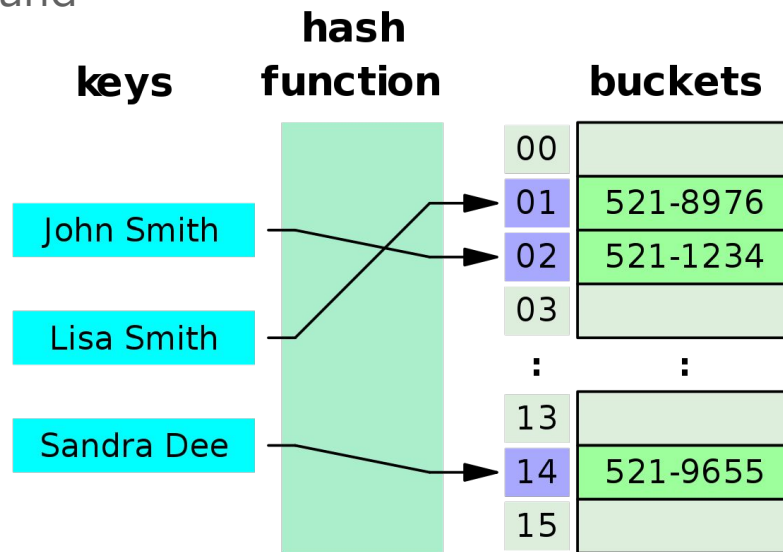 and
hash
keys function buckets
00
01 521-8976
John Smith
02 521-1234
03
Lisa Smith
: :
13
Sandra Dee
14 521-9655
15